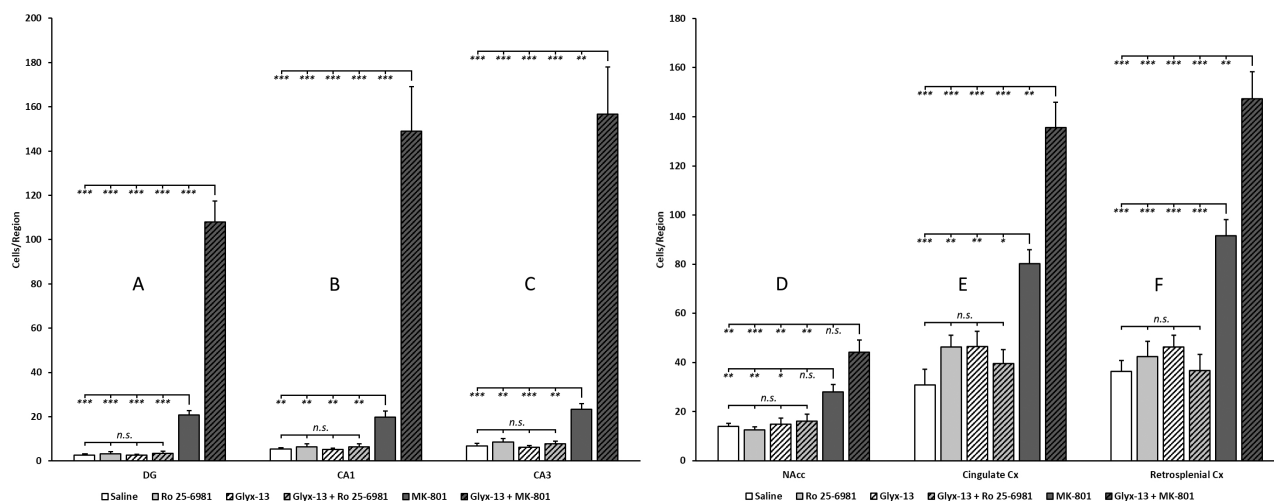 200
180
160
140
120
100
80
60
40
20
0
Cells/Region
*** *** *** *** ***
*** *** *** ***
n.s.
A
DG
*** *** *** *** ***
** ** ** **
n.s.
B
CA1
*** *** *** *** **
*** ** *** **
n.s.
C
CA3
Saline Ro 25-6981 Glyx-13 Glyx-13 + Ro 25-6981 MK-801 Glyx-13 + MK-801
180
160
140
120
100
80
60
40
20
0
Cells/Region
D
** *** ** ** n.s.
** ** * n.s.
n.s.
NAcc
*** *** *** *** **
*** ** ** *
E
n.s.
Cingulate Cx
*** *** *** *** **
*** *** *** ***
F
n.s.
Retrosplenial Cx
Saline Ro 25-6981 Glyx-13 Glyx-13 + Ro 25-6981 MK-801 Glyx-13 + MK-801